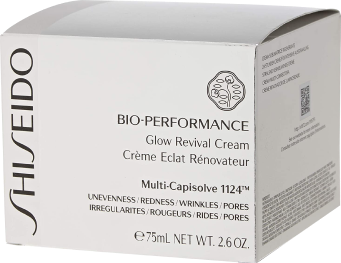 SHISEIDO
BIO-PERFORMANCE
Glow Revival Cream
Crème Eclat Rénovateur
Multi-Capisolve 1124™
UNEVENNESS / REDNESS / WRINKLES / PORES
IRREGULARITES / ROUGEURS / RIDES / PORES
℮75mL NET WT. 2.6 OZ.